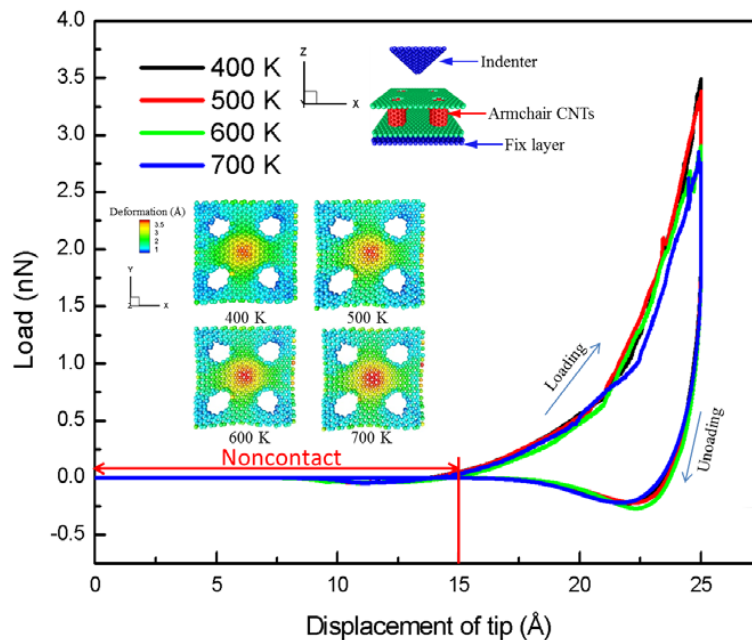 4.0
3.5
3.0
2.5
2.0
1.5
1.0
0.5
0.0
-0.5
Load (nN)
400 K
500 K
600 K
700 K
Z
Y
X
Indenter
Armchair CNTs
Fix layer
Deformation (Å)
3.5
3
2
1
Y
Z
X
400 K
500 K
600 K
700 K
Loading
Unoading
Noncontact
0
5
10
15
20
25
Displacement of tip (Å)